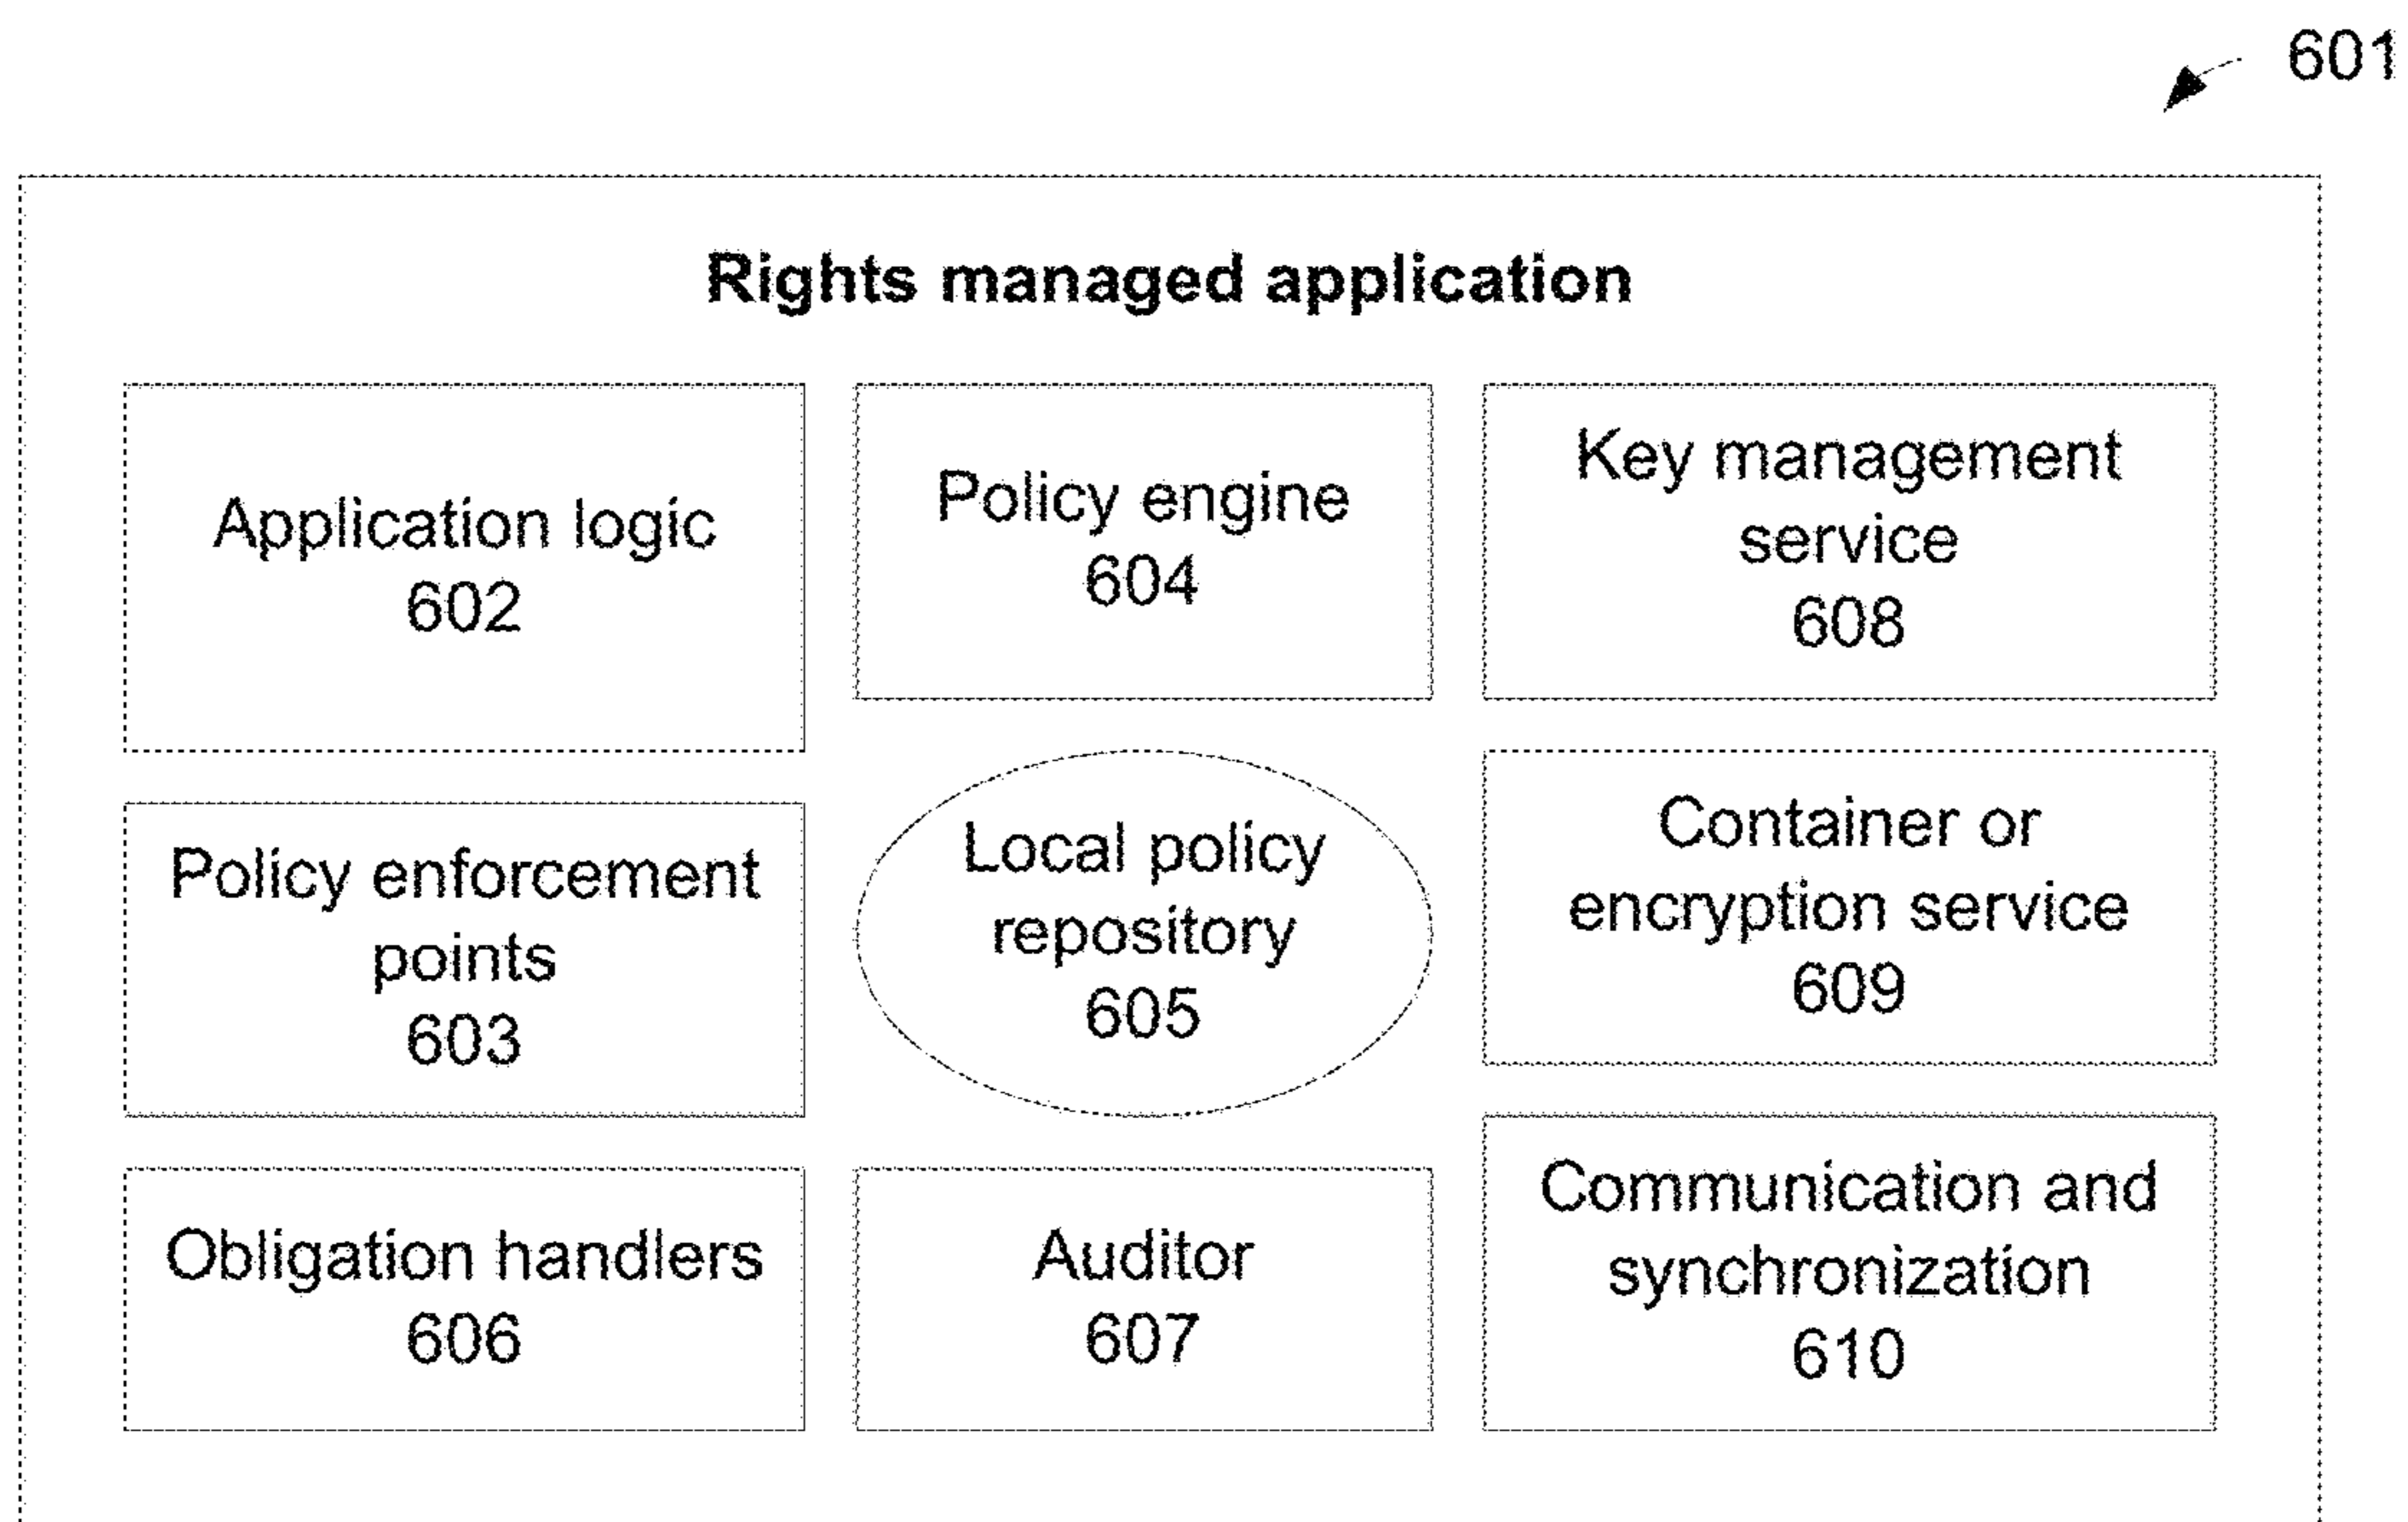 601
Rights managed application
Application logic
602
Policy engine
604
Key management
service
608
Policy enforcement
points
603
Local policy
repository
605
Container or
encryption service
609
Obligation handlers
606
Auditor
607
Communication and
synchronization
610